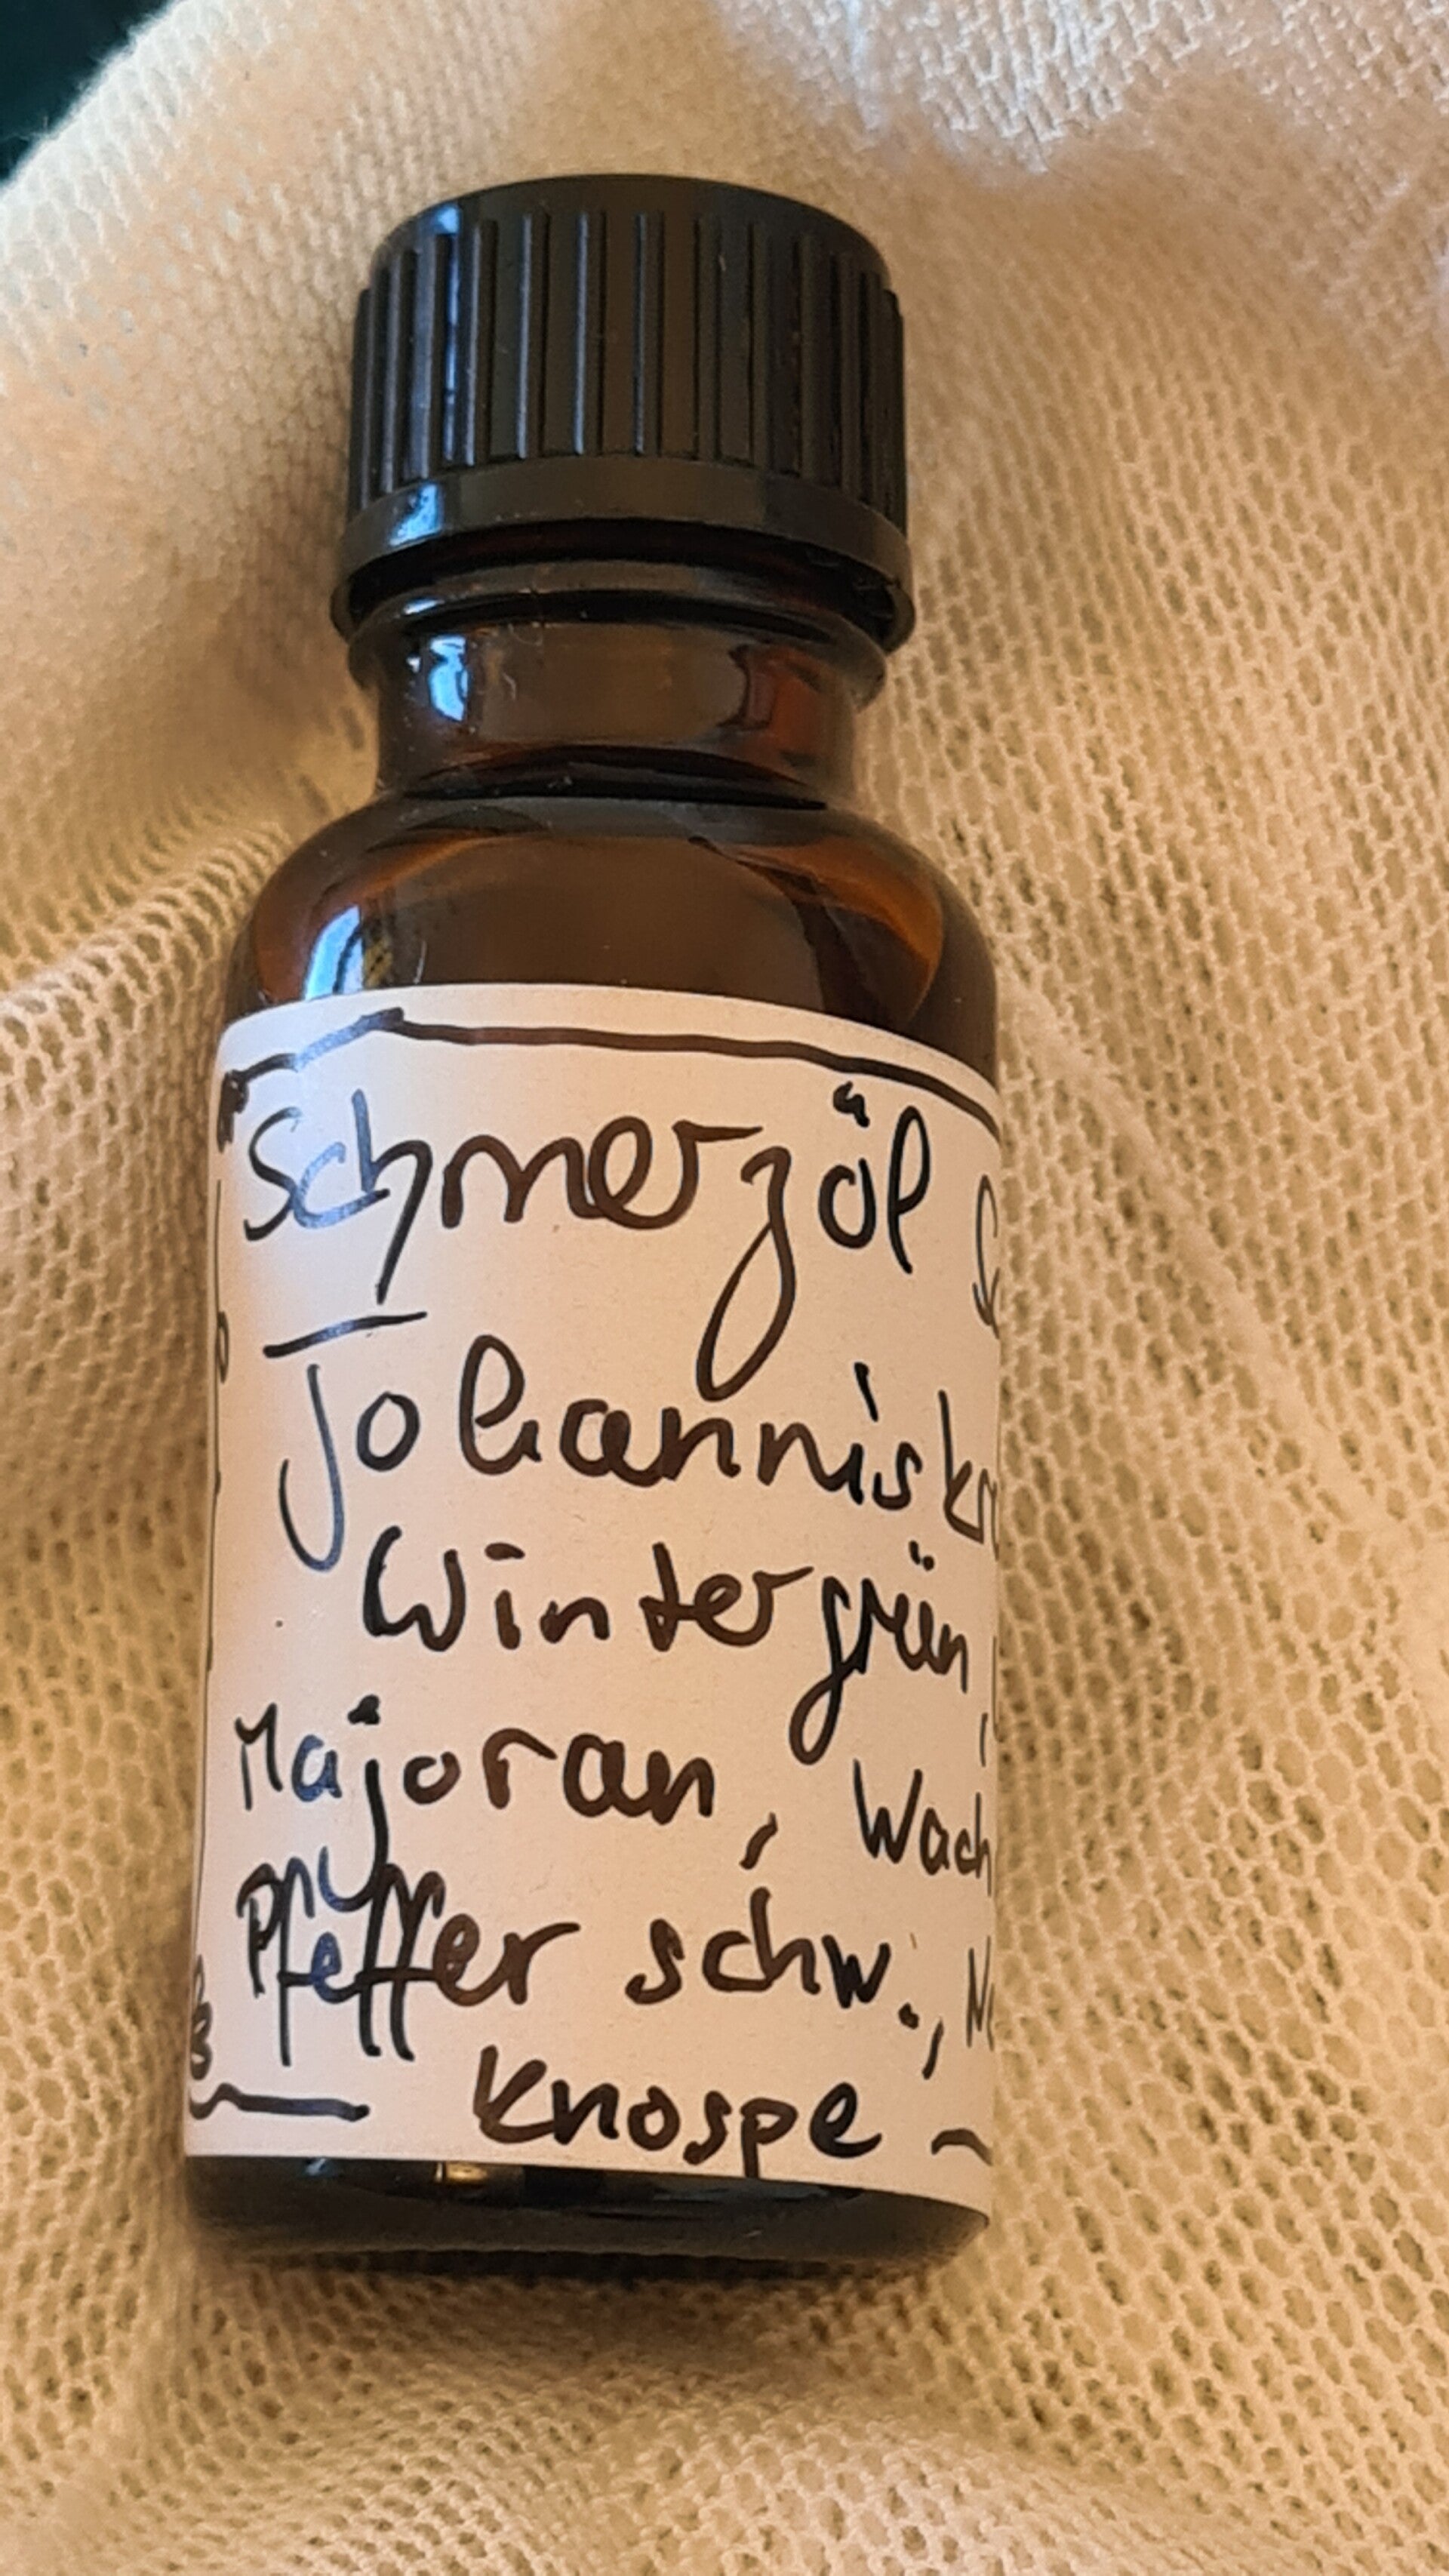 Schmerzöl
Johanniskr
Wintergrün
Majoran, Wach
Pfeffer schw.,
Knospe